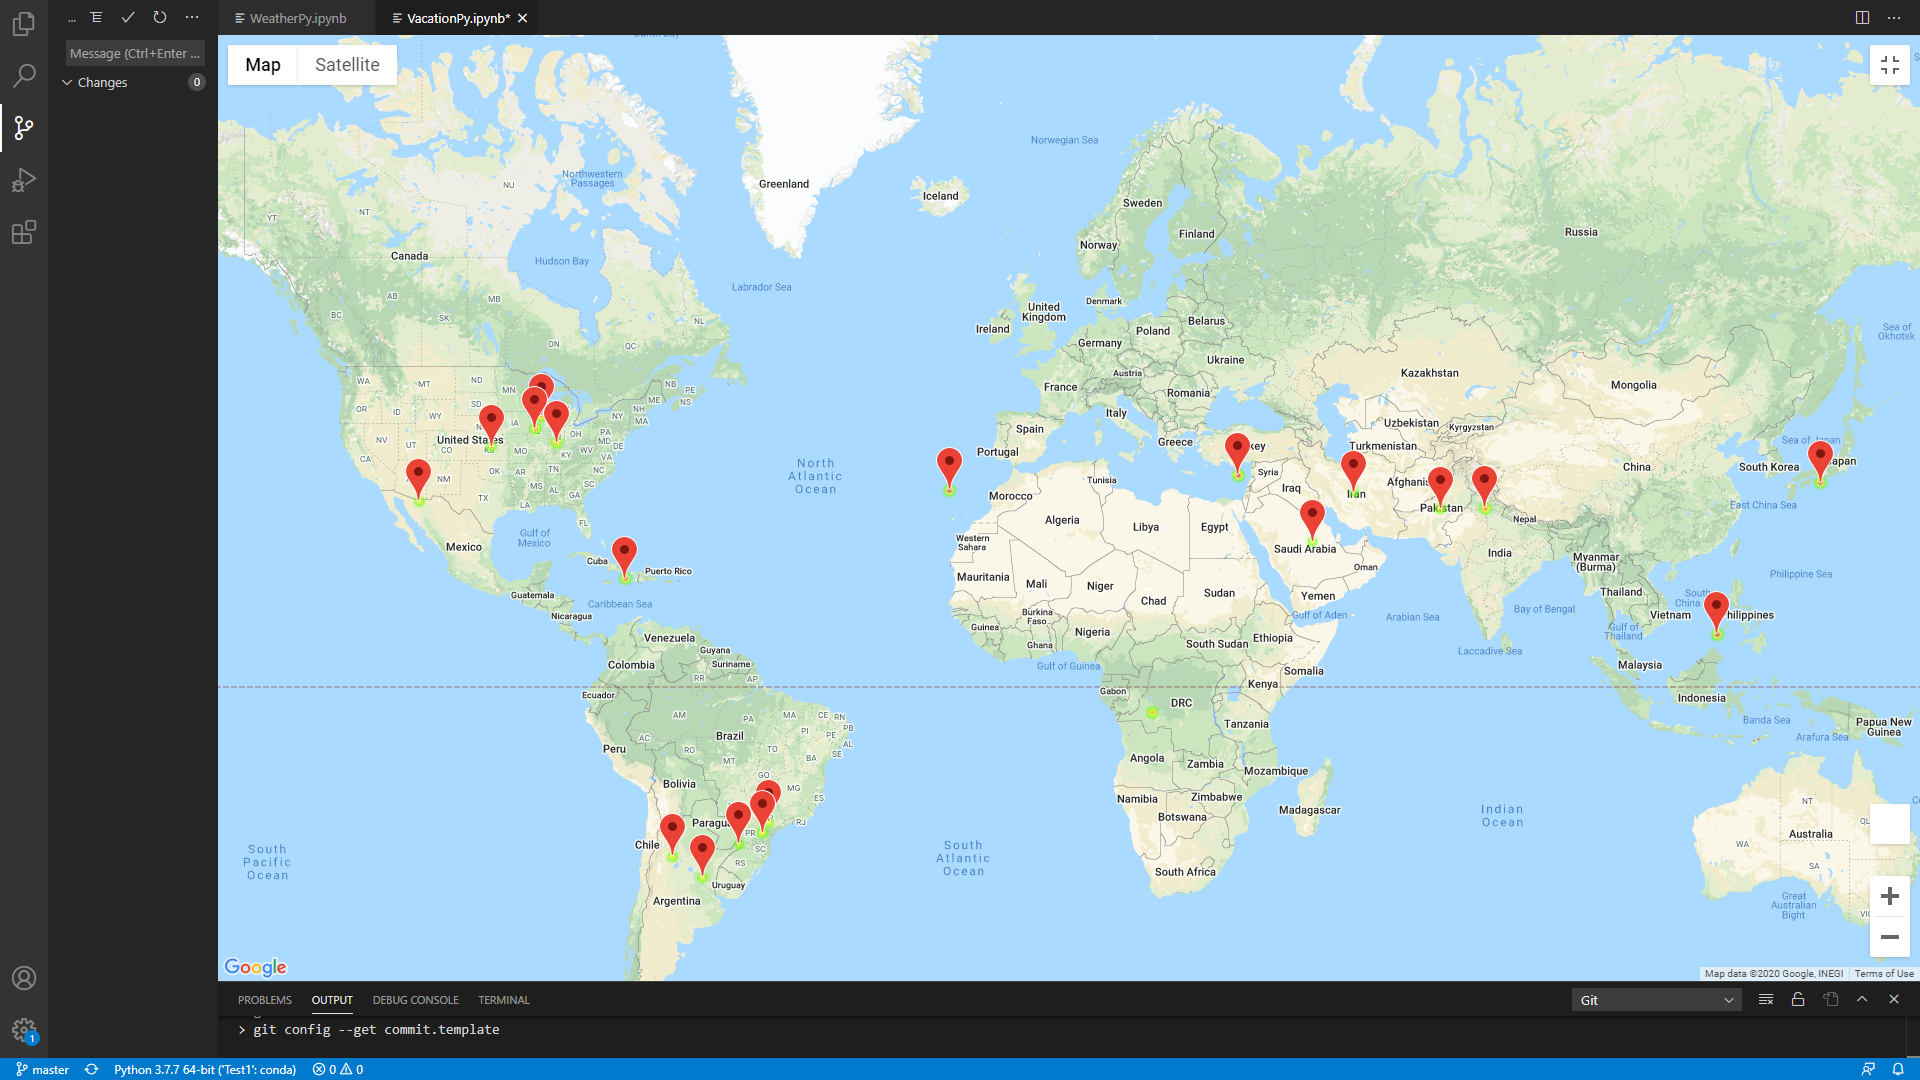 WeatherPy.ipynb
VacationPy.ipynb*
Message (Ctrl+Enter ...
Changes
0
Map
Satellite
Norwegian Sea
Greenland
Iceland
Northwestern
Passages
NU
NT
YT
Sweden
Finland
Norway
Russia
Canada
Hudson Bay
Labrador Sea
AB
MB
SK
BC
NL
ON
QC
Denmark
United
Kingdom
Ireland
Belarus
Poland
Germany
Ukraine
Austria
France
Romania
Italy
Kazakhstan
Mongolia
Sea of
Okhotsk
WA
MT
ND
MN
NB
PE
NS
ME
OR
ID
WY
SD
IA
NY
NH
MA
NV
UT
United States
CO
KS
MO
OH
PA
MD
DE
CA
KY
WV
VA
OK
AR
TN
NC
NM
TX
MS
AL
SC
GA
LA
FL
Spain
Portugal
Greece
Uzbekistan
Kyrgyzstan
Turkmenistan
Syria
Iraq
Iran
Afghanis
Pakistan
China
South Korea
Sea of Japan
Japan
East China Sea
North
Atlantic
Ocean
Tunisia
Morocco
Algeria
Libya
Egypt
Western
Sahara
Saudi Arabia
Oman
Nepal
India
Myanmar
(Burma)
Gulf of
Mexico
Mexico
Cuba
Puerto Rico
Guatemala
Caribbean Sea
Nicaragua
Mauritania
Mali
Niger
Chad
Sudan
Yemen
Gulf of Aden
Arabian Sea
Bay of Bengal
Thailand
Vietnam
Gulf of
Thailand
South
China
Philippines
Philippine Sea
Burkina
Faso
Guinea
Ghana
Nigeria
South Sudan
Ethiopia
Somalia
Laccadive Sea
Malaysia
Indonesia
Venezuela
Guyana
Suriname
Colombia
RR
AP
Ecuador
Gulf of Guinea
Gabon
DRC
Kenya
Tanzania
Banda Sea
Arafura Sea
Papua New
Guinea
AM
PA
MA
CE
RN
PB
PE
PI
AL
SE
AC
RO
TO
BA
MT
GO
MG
ES
Brazil
Peru
Bolivia
Angola
Zambia
Mozambique
Namibia
Zimbabwe
Botswana
Madagascar
South Africa
Indian
Ocean
NT
QL
Australia
WA
SA
Great
Australian
Bight
VIC
Paragua
PR
RJ
SC
RS
Chile
Uruguay
Argentina
South
Pacific
Ocean
South
Atlantic
Ocean
Google
Map data ©2020 Google, INEGI
Terms of Use
PROBLEMS
OUTPUT
DEBUG CONSOLE
TERMINAL
Git
> git config --get commit.template
1
master
Python 3.7.7 64-bit ('Test1': conda)
0
0